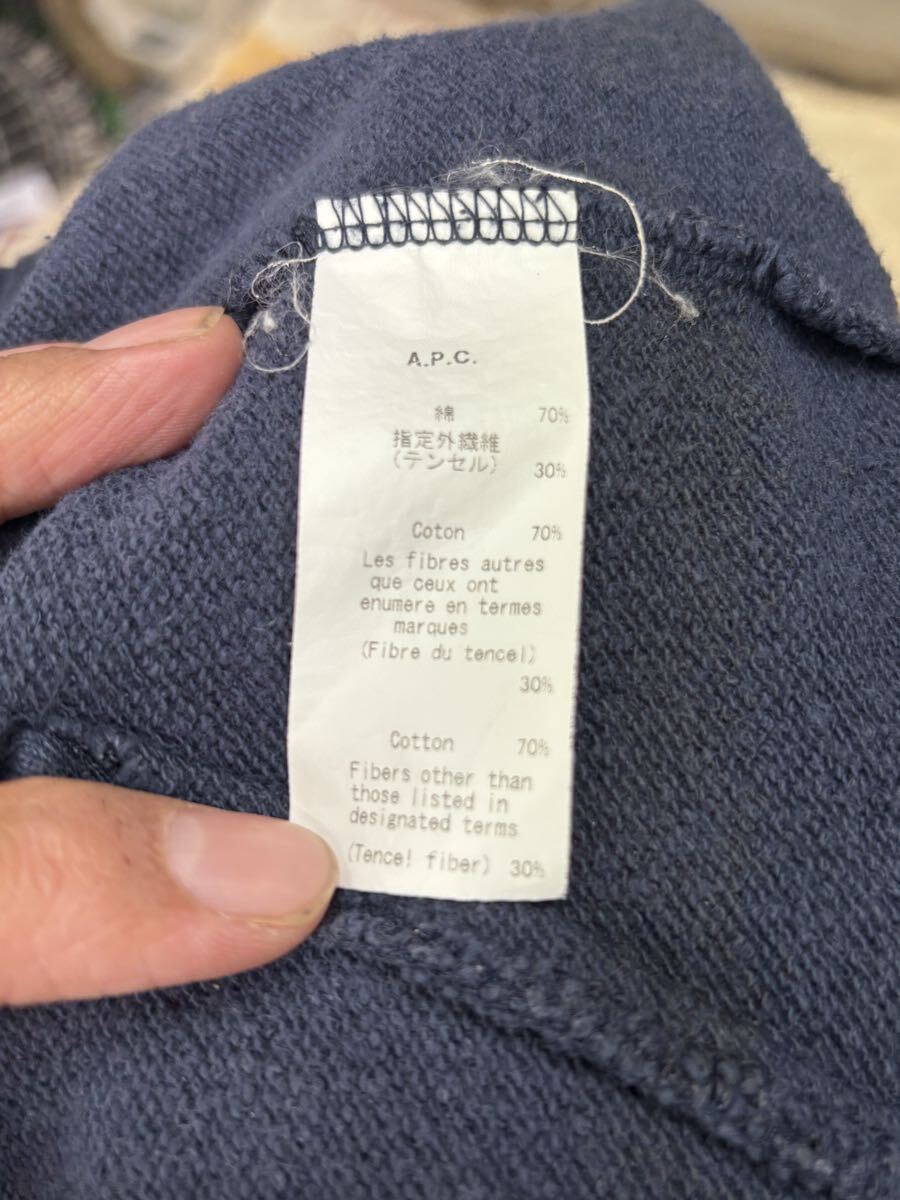 A.P.C.
綿 70%
指定外繊維
(テンセル) 30%
Coton 70%
Les fibres autres
que ceux ont
enumere en termes
marques
(Fibre du tencel)
30%
Cotton 70%
Fibers other than
those listed in
designated terms
(Tence! fiber) 30%